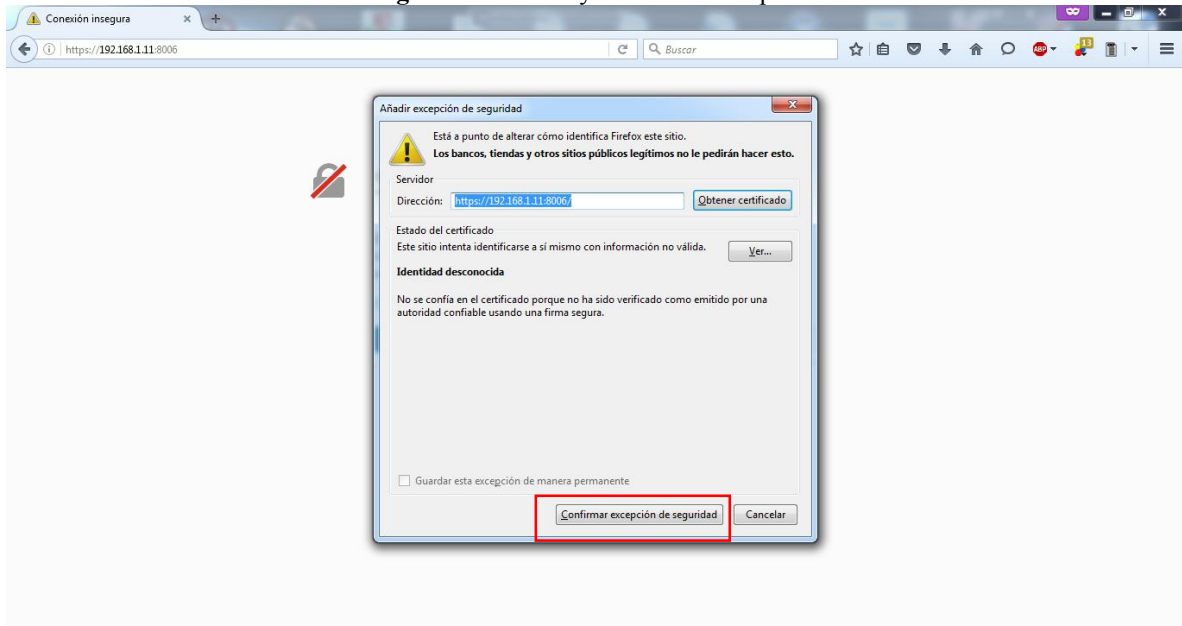 Conexión insegura
https://192.168.1.11:8006
Buscar
ABP
13
Añadir excepción de seguridad
Está a punto de alterar cómo identifica Firefox este sitio.
Los bancos, tiendas y otros sitios públicos legítimos no le pedirán hacer esto.
Servidor
Dirección: https://192.168.1.11:8006/ Obtener certificado
Estado del certificado
Este sitio intenta identificarse a sí mismo con información no válida. Ver...
Identidad desconocida
No se confía en el certificado porque no ha sido verificado como emitido por una
autoridad confiable usando una firma segura.
Guardar esta excepción de manera permanente
Confirmar excepción de seguridad Cancelar